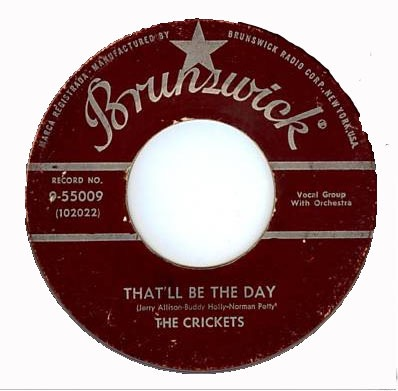 MARCA REGISTRADA · MANUFACTURED BY BRUNSWICK RADIO CORP. NEW YORK, USA
Brunswick®
RECORD NO.
9-55009
(102022)
Vocal Group
With Orchestra
THAT'LL BE THE DAY
(Jerry Allison-Buddy Holly-Norman Petty)
THE CRICKETS